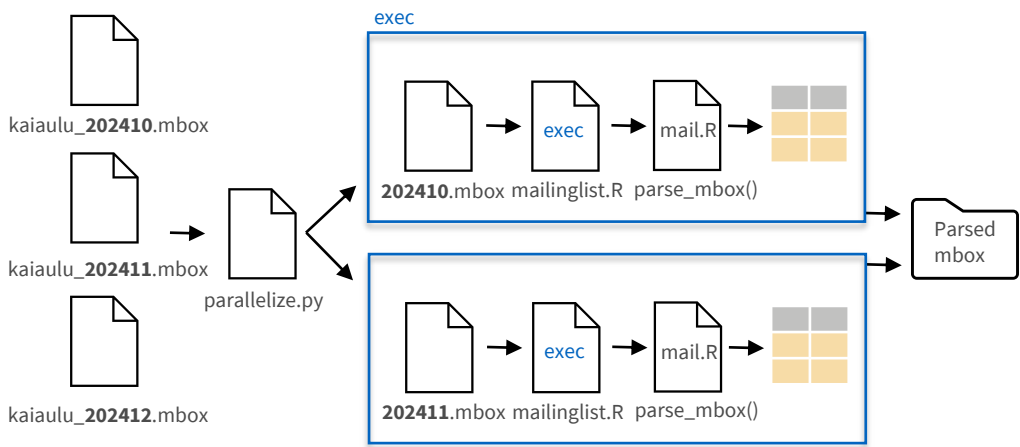 exec
kaiaulu_202410.mbox
exec
mail.R
202410.mbox
mailinglist.R
parse_mbox()
kaiaulu_202411.mbox
parallelize.py
Parsed
mbox
exec
mail.R
202411.mbox
mailinglist.R
parse_mbox()
kaiaulu_202412.mbox